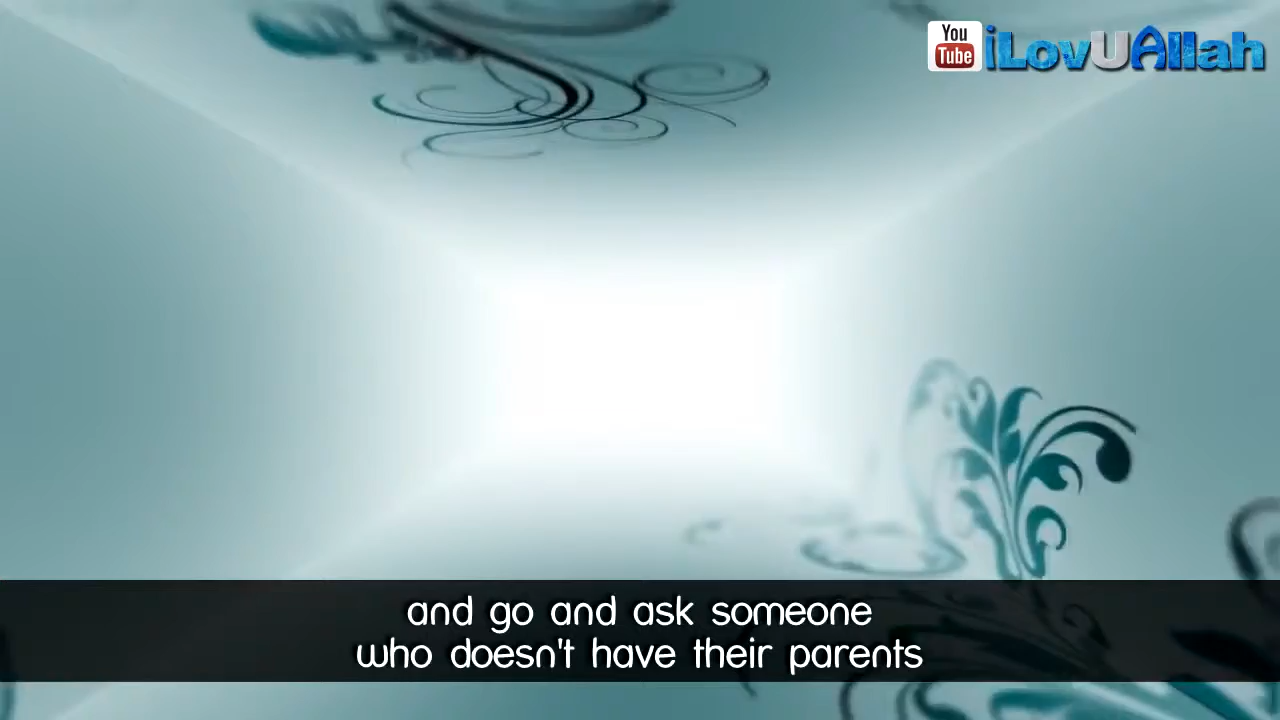 You
Tube
iLovUAllah
and go and ask someone
who doesn't have their parents